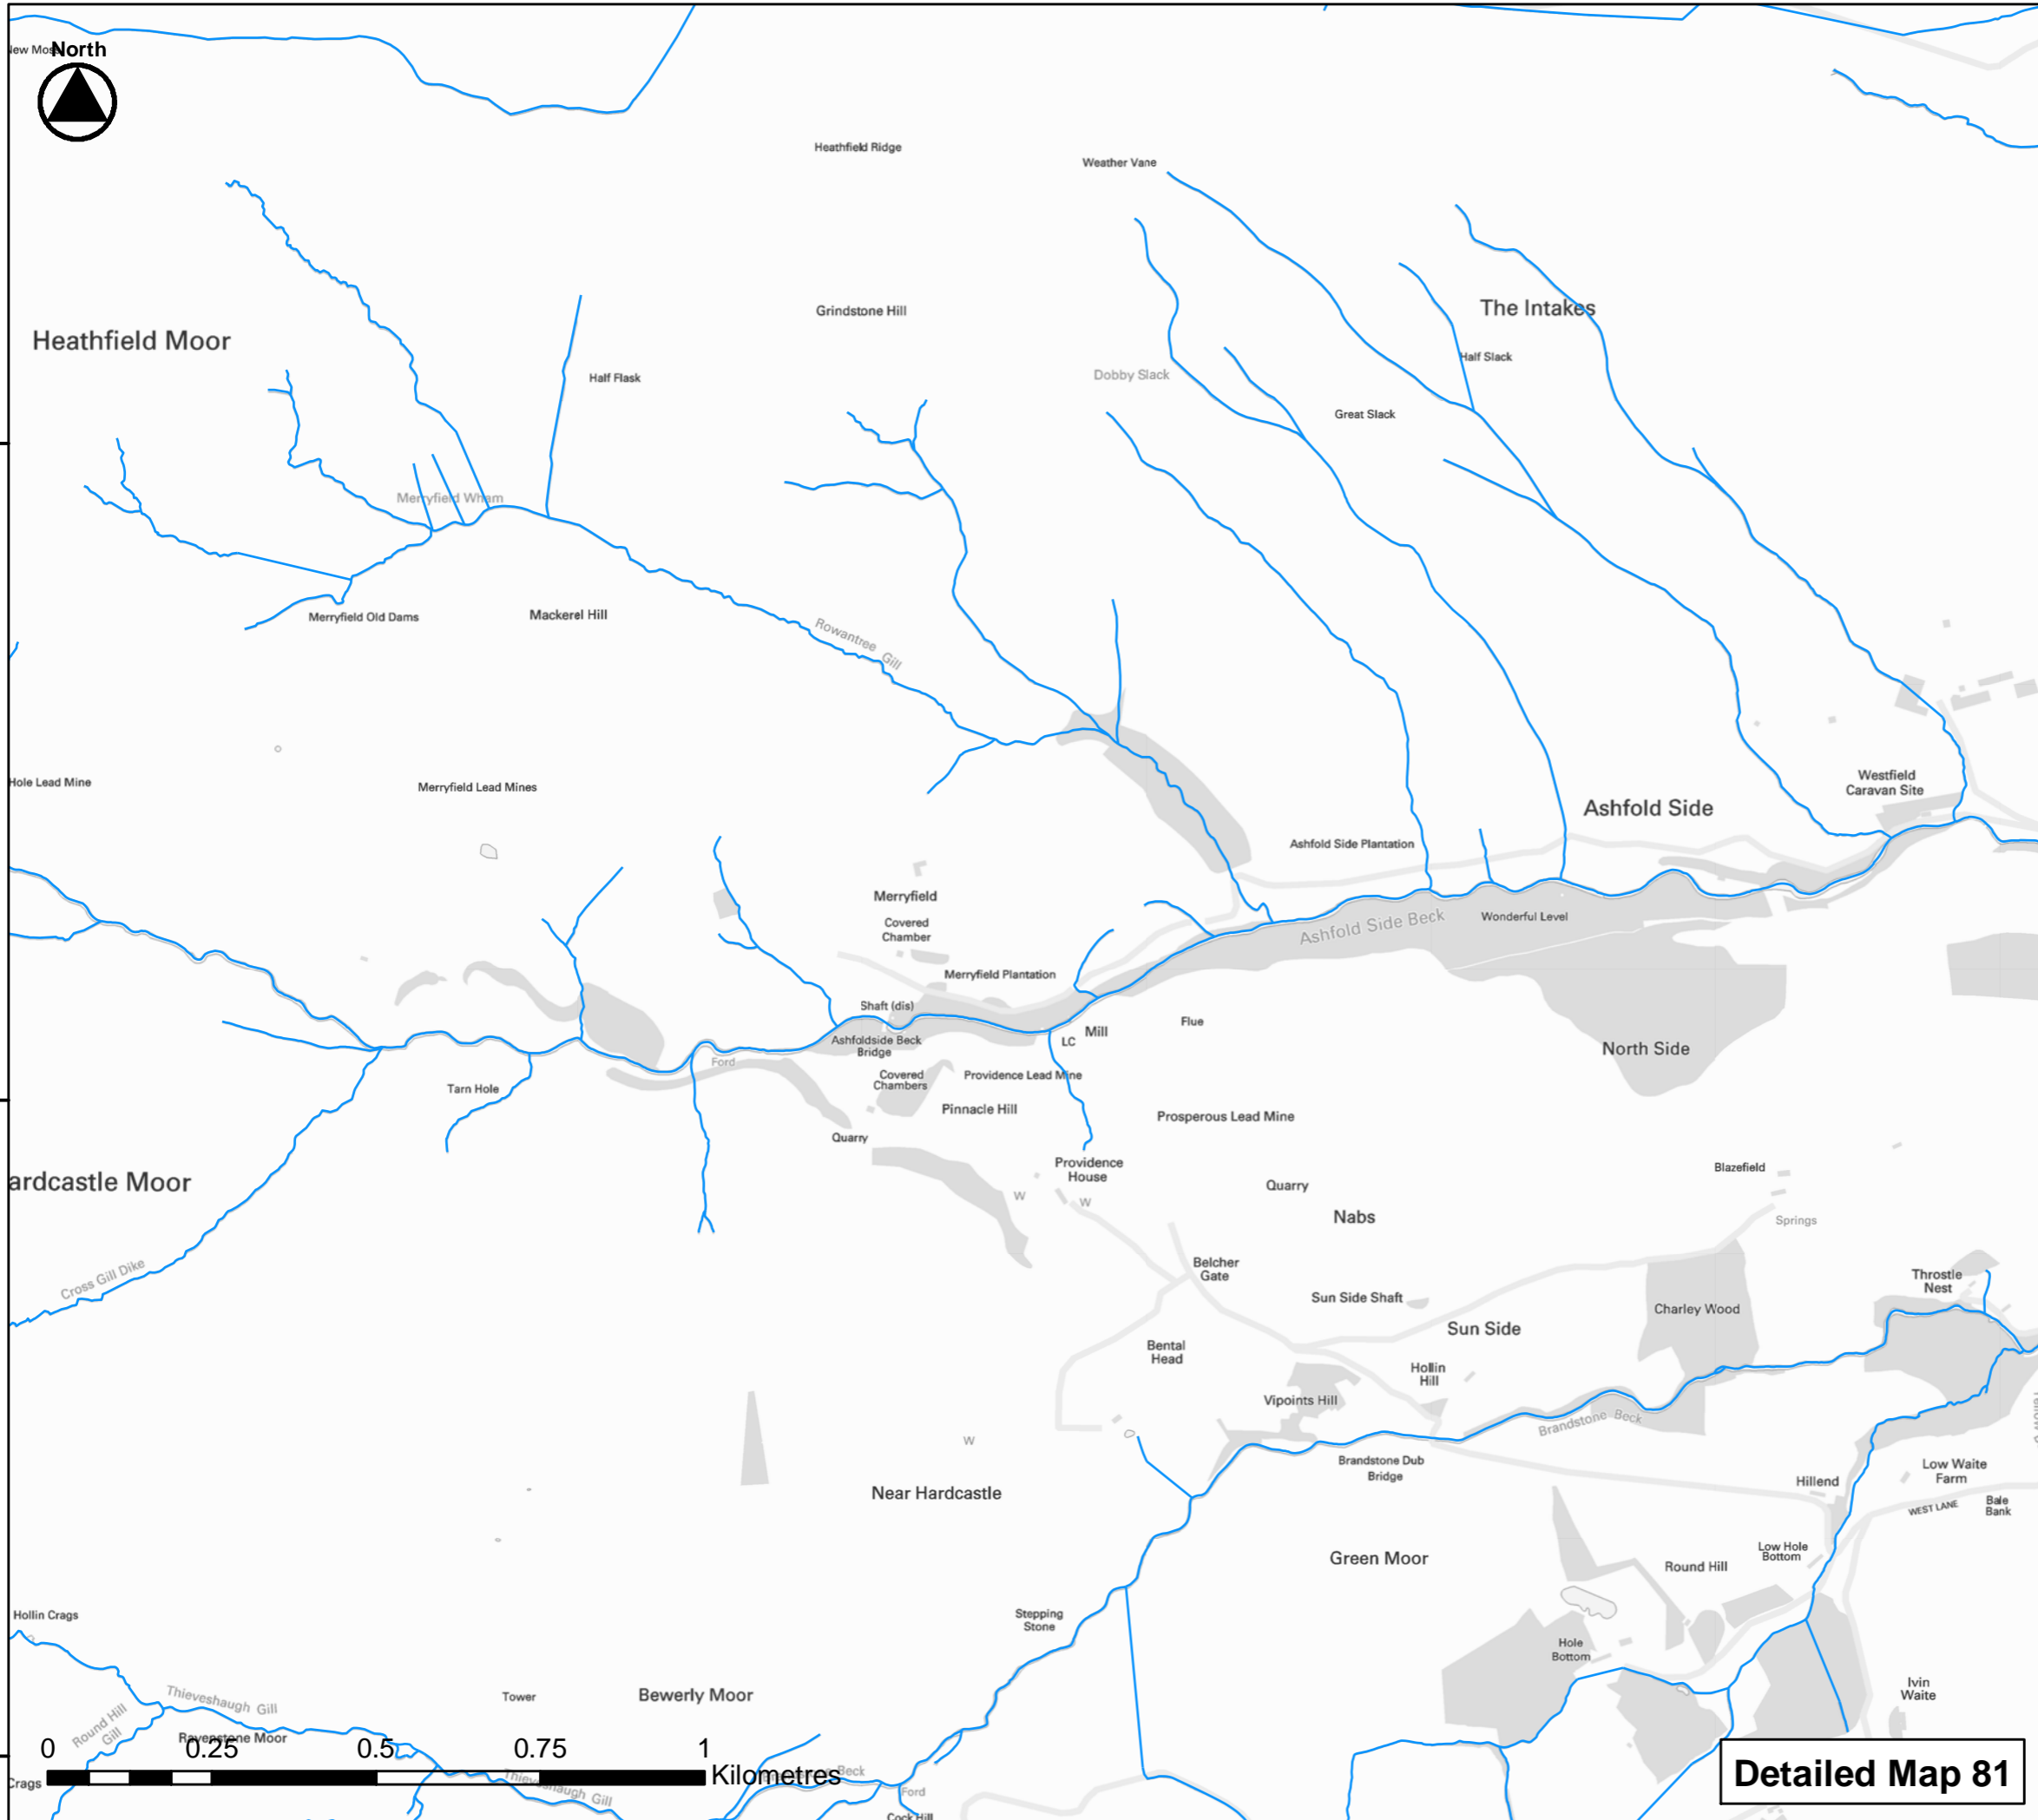 North
New Moss
Heathfield Ridge
Weather Vane
The Intakes
Grindstone Hill
Heathfield Moor
Half Slack
Half Flask
Dobby Slack
Great Slack
Merryfield Wham
Merryfield Old Dams
Mackerel Hill
Rowantree Gill
Hole Lead Mine
Merryfield Lead Mines
Westfield
Caravan Site
Ashfold Side
Ashfold Side Plantation
Merryfield
Covered
Chamber
Ashfold Side Beck
Wonderful Level
Merryfield Plantation
Shaft (dis)
Ashfoldside Beck
Bridge
LC
Mill
Flue
North Side
Ford
Covered
Chambers
Providence Lead Mine
Tarn Hole
Pinnacle Hill
Prosperous Lead Mine
Quarry
Providence
House
Blazefield
ardcastle Moor
W
W
Quarry
Nabs
Springs
Cross Gill Dike
Belcher
Gate
Throstle
Nest
Sun Side Shaft
Charley Wood
Sun Side
Bental
Head
Hollin
Hill
Vipoints Hill
Brandstone Beck
W
Brandstone Dub
Bridge
Low Waite
Farm
Hillend
Near Hardcastle
WEST LANE
Bale
Bank
Green Moor
Low Hole
Bottom
Round Hill
Hollin Crags
Stepping
Stone
Hole
Bottom
Thieveshaugh Gill
Tower
Bewerly Moor
Ivin
Waite
Round Hill
Gill
Ravenstone Moor
0 0.25 0.5 0.75 1
Kilometres
Crags
Thieveshaugh Gill
Beck
Ford
Cock Hill
Detailed Map 81